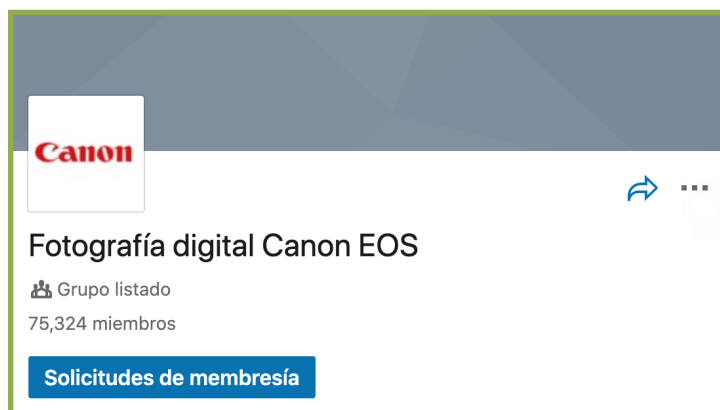 Canon
Fotografía digital Canon EOS
Grupo listado
75,324 miembros
Solicitudes de membresía